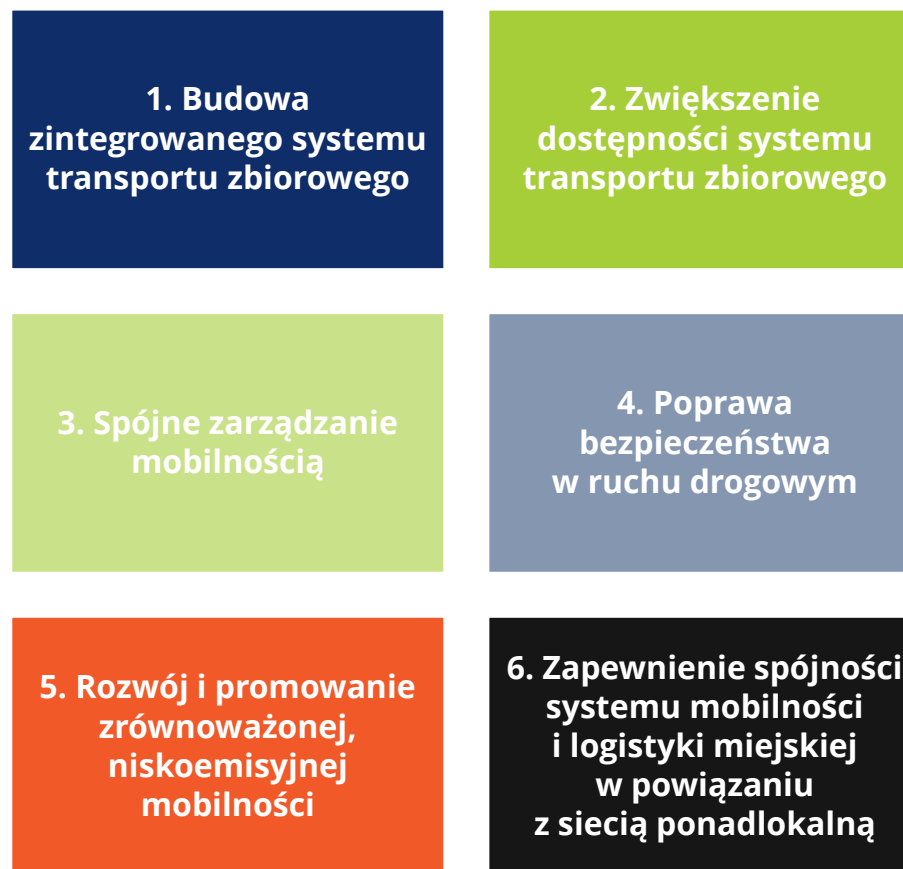 1. Budowa
zintegrowanego systemu
transportu zbiorowego
2. Zwiększenie
dostępności systemu
transportu zbiorowego
3. Spójne zarządzanie
mobilnością
4. Poprawa
bezpieczeństwa
w ruchu drogowym
5. Rozwój i promowanie
zrównoważonej,
niskoemisyjnej
mobilności
6. Zapewnienie spójności
systemu mobilności
i logistyki miejskiej
w powiązaniu
z siecią ponadlokalną